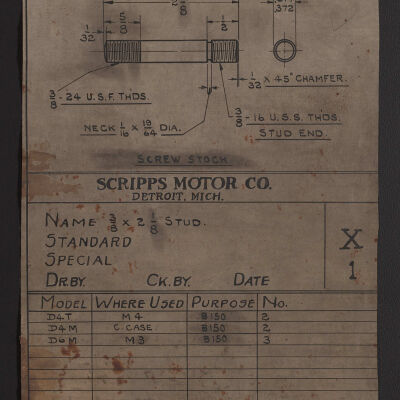 2 1/8
5/8
1/2
.372
1/32
1/32 x 45° CHAMFER.
3/8 - 24 U.S.F. THDS.
3/8 - 16 U.S.S. THDS.
STUD END.
NECK 1/16 x 19/64 DIA.
SCREW STOCK
SCRIPPS MOTOR CO.
DETROIT, MICH.
NAME 3/8 x 2 1/8 STUD.
STANDARD
SPECIAL
X
1
DR.BY. CK.BY. DATE
MODEL WHERE USED PURPOSE No.
D4T M4 B150 2
D4M C.CASE B150 2
D6M M3 B150 3